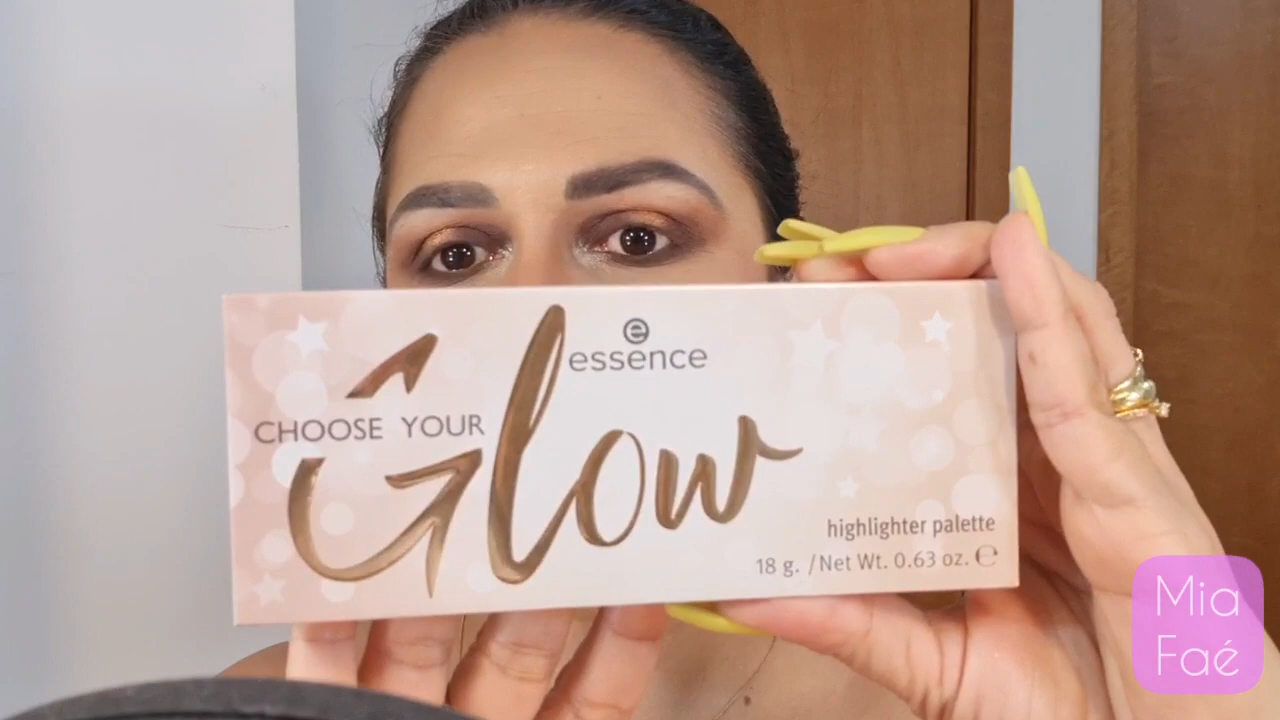 e
essence
CHOOSE YOUR
Glow
highlighter palette
18 g. /Net Wt. 0.63 oz. ℮
Mia
Faé